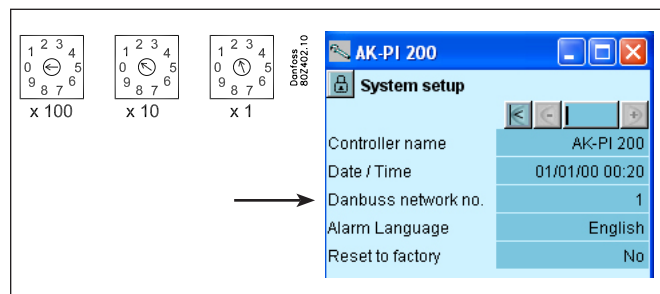 1 2 3 4 5 6 7 8 9 0
1 2 3 4 5 6 7 8 9 0
1 2 3 4 5 6 7 8 9 0
x 100
x 10
x 1
Danfoss
80Z402.10
AK-PI 200
System setup
Controller name AK-PI 200
Date / Time 01/01/00 00:20
Danbuss network no. 1
Alarm Language English
Reset to factory No